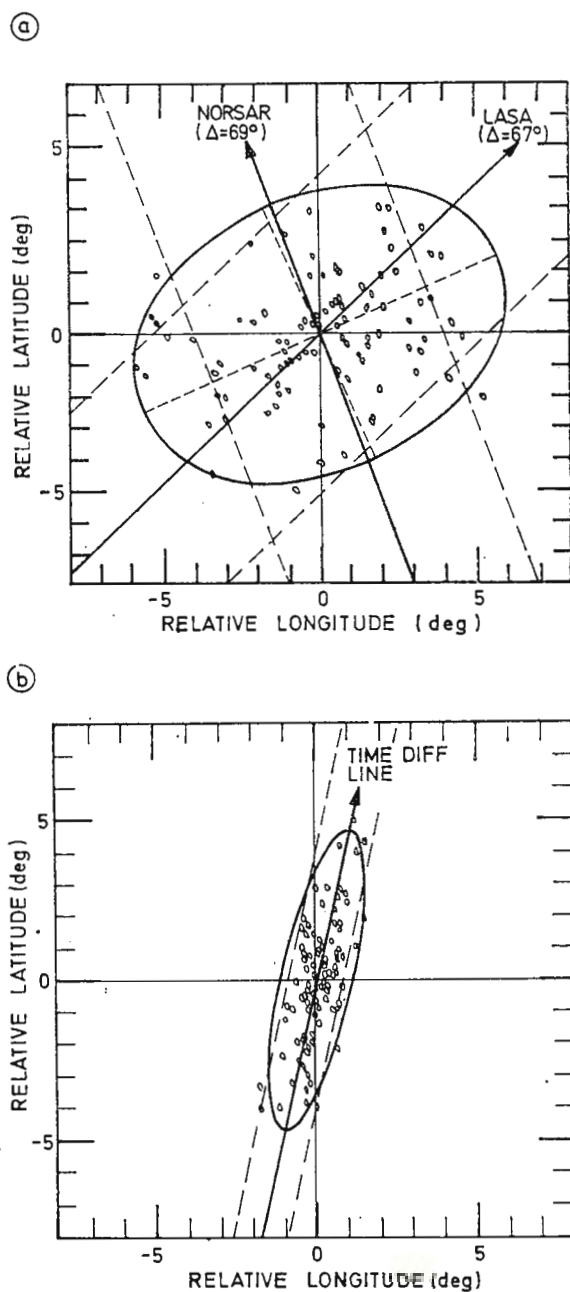 a
NORSAR
(Δ=69°)
LASA
(Δ=67°)
5
0
-5
RELATIVE LATITUDE (deg)
-5 0 5
RELATIVE LONGITUDE (deg)
b
TIME DIFF
LINE
5
0
-5
RELATIVE LATITUDE (deg)
-5 0 5
RELATIVE LONGITUDE (deg)